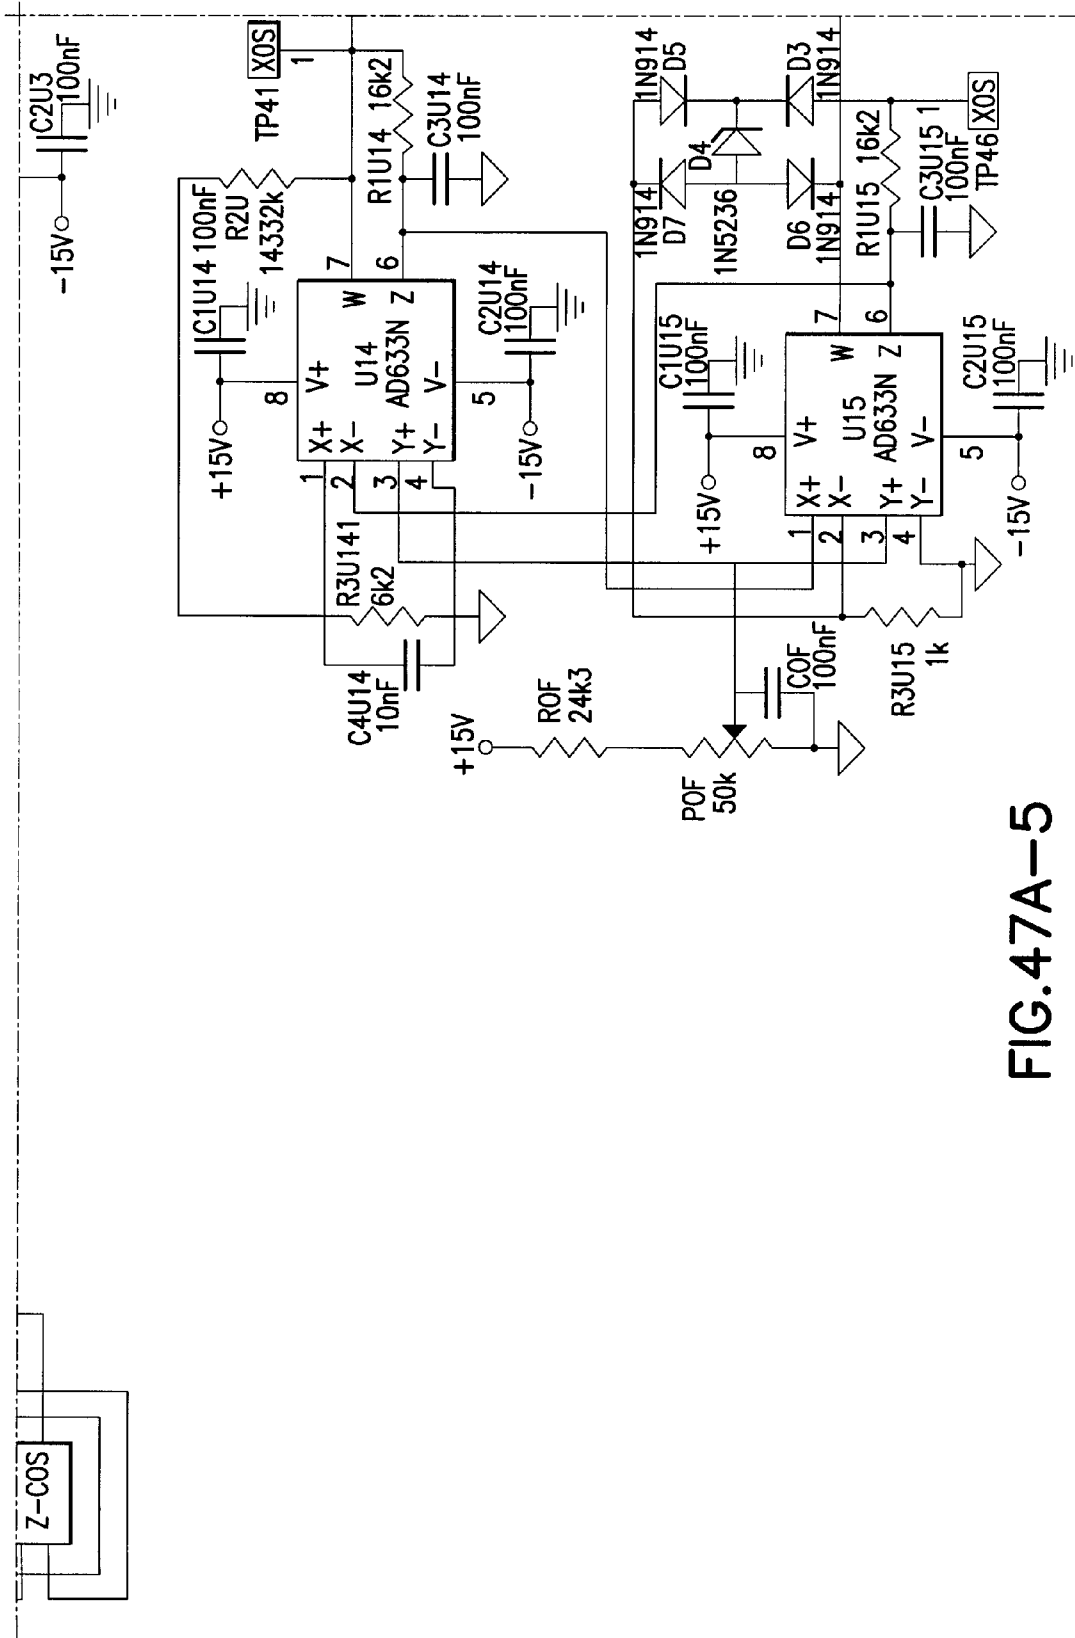 C2U3
100nF
-15V
TP41
X0S
1
R2U
14332k
R1U14
16k2
C3U14
100nF
C1U14 100nF
+15V
8
V+
7
W
U14
AD633N
6
Z
X+
X-
Y+
Y-
V-
1
2
3
4
5
C2U14
100nF
-15V
R3U141
6k2
C4U14
10nF
1N914
D5
D3
1N914
D4
1N914
D7
1N5236
D6
1N914
R1U15
16k2
C3U15
100nF
1
X0S
TP46
C1U15
100nF
+15V
8
V+
7
W
U15
AD633N
6
Z
X+
X-
Y+
Y-
V-
1
2
3
4
5
C2U15
100nF
-15V
R3U15
1k
+15V
R0F
24k3
P0F
50k
C0F
100nF
Z-COS
FIG.47A-5